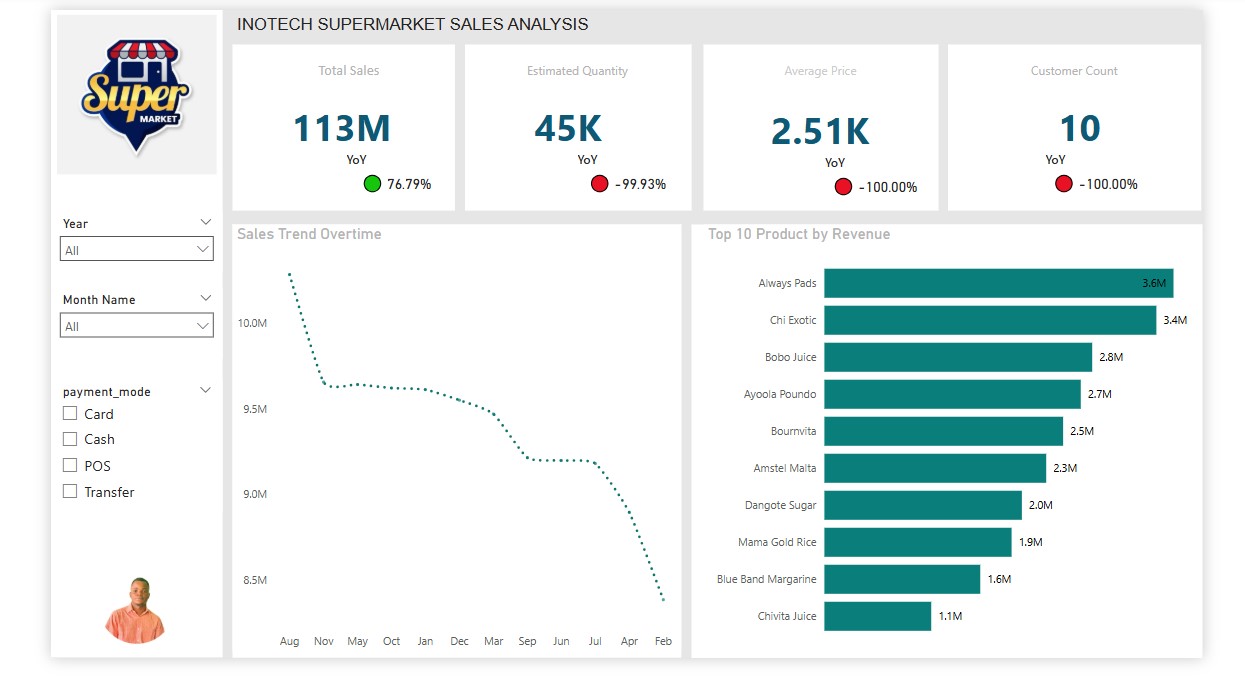 INOTECH SUPERMARKET SALES ANALYSIS
Super
MARKET
Total Sales
113M
YoY
76.79%
Estimated Quantity
45K
YoY
-99.93%
Average Price
2.51K
YoY
-100.00%
Customer Count
10
YoY
-100.00%
Year
All
Month Name
All
payment_mode
Card
Cash
POS
Transfer
Sales Trend Overtime
10.0M
9.5M
9.0M
8.5M
Aug Nov May Oct Jan Dec Mar Sep Jun Jul Apr Feb
Top 10 Product by Revenue
Always Pads 3.6M
Chi Exotic 3.4M
Bobo Juice 2.8M
Ayoola Poundo 2.7M
Bournvita 2.5M
Amstel Malta 2.3M
Dangote Sugar 2.0M
Mama Gold Rice 1.9M
Blue Band Margarine 1.6M
Chivita Juice 1.1M